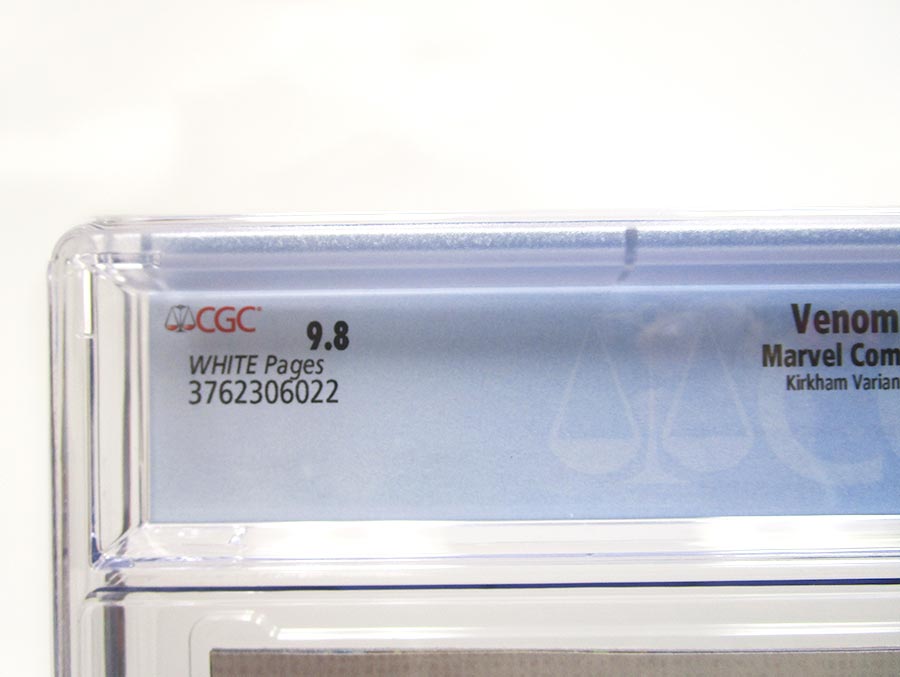 CGC
9.8
WHITE Pages
3762306022
Venom
Marvel Com
Kirkham Varian